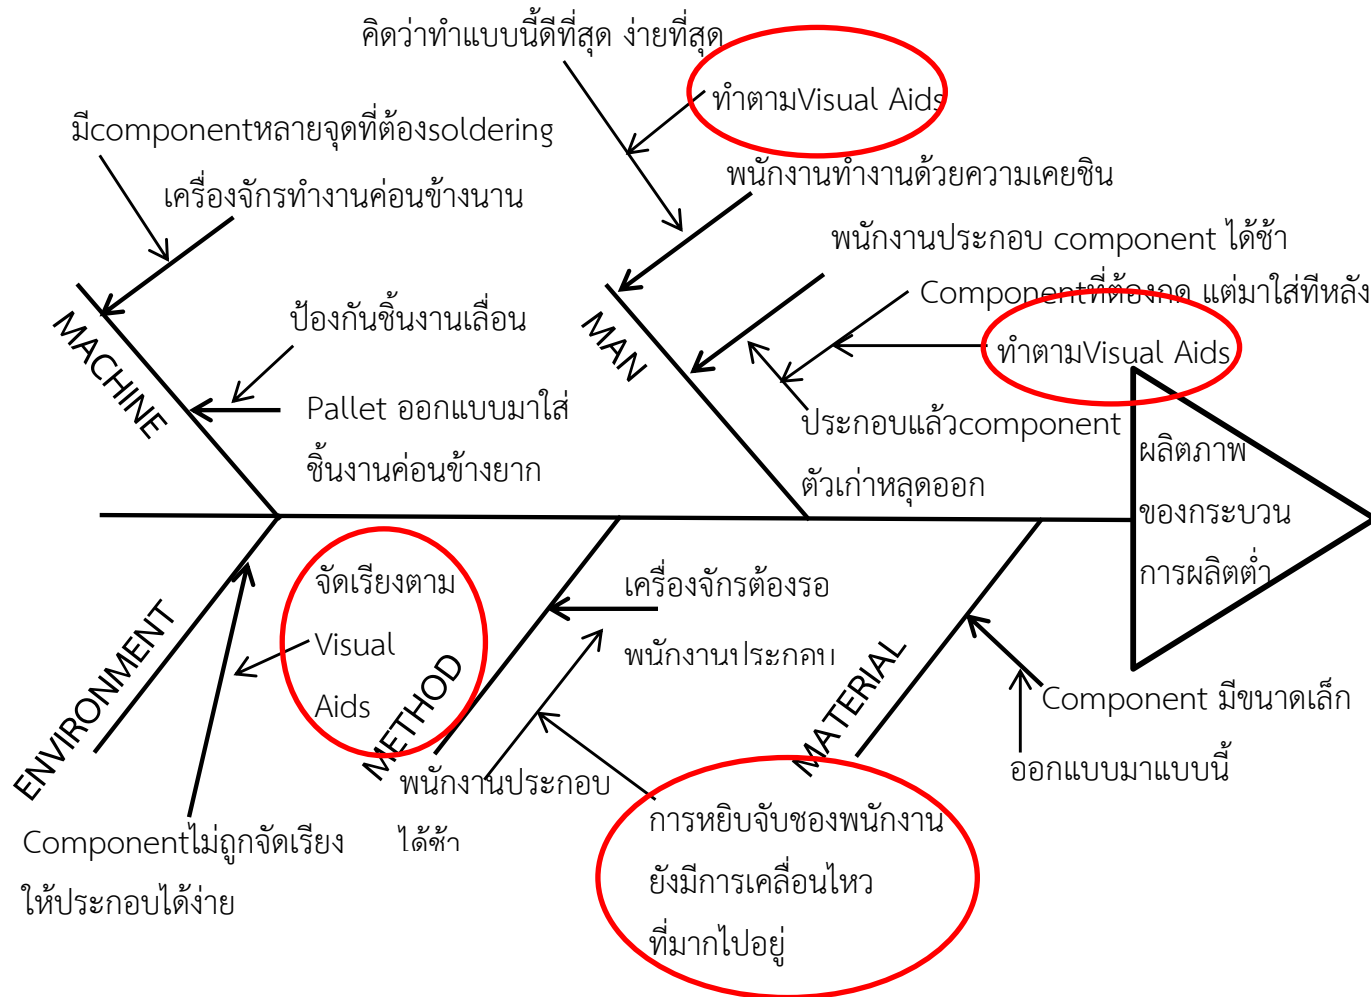 คิดว่าทำแบบนี้ดีที่สุด ง่ายที่สุด
ทำตามVisual Aids
มีcomponentหลายจุดที่ต้องsoldering
เครื่องจักรทำงานค่อนข้างนาน
พนักงานทำงานด้วยความเคยชิน
พนักงานประกอบ component ได้ช้า
Componentที่ต้องกด แต่มาใส่ทีหลัง
ป้องกันชิ้นงานเลื่อน
ทำตามVisual Aids
MACHINE
MAN
Pallet ออกแบบมาใส่
ชิ้นงานค่อนข้างยาก
ประกอบแล้วcomponent
ตัวเก่าหลุดออก
ผลิตภาพ
ของกระบวน
การผลิตต่ำ
จัดเรียงตาม
Visual
Aids
เครื่องจักรต้องรอ
พนักงานประกอบ
ENVIRONMENT
METHOD
MATERIAL
Component มีขนาดเล็ก
ออกแบบมาแบบนี้
พนักงานประกอบ
ได้ช้า
Componentไม่ถูกจัดเรียง
ให้ประกอบได้ง่าย
การหยิบจับชองพนักงาน
ยังมีการเคลื่อนไหว
ที่มากไปอยู่